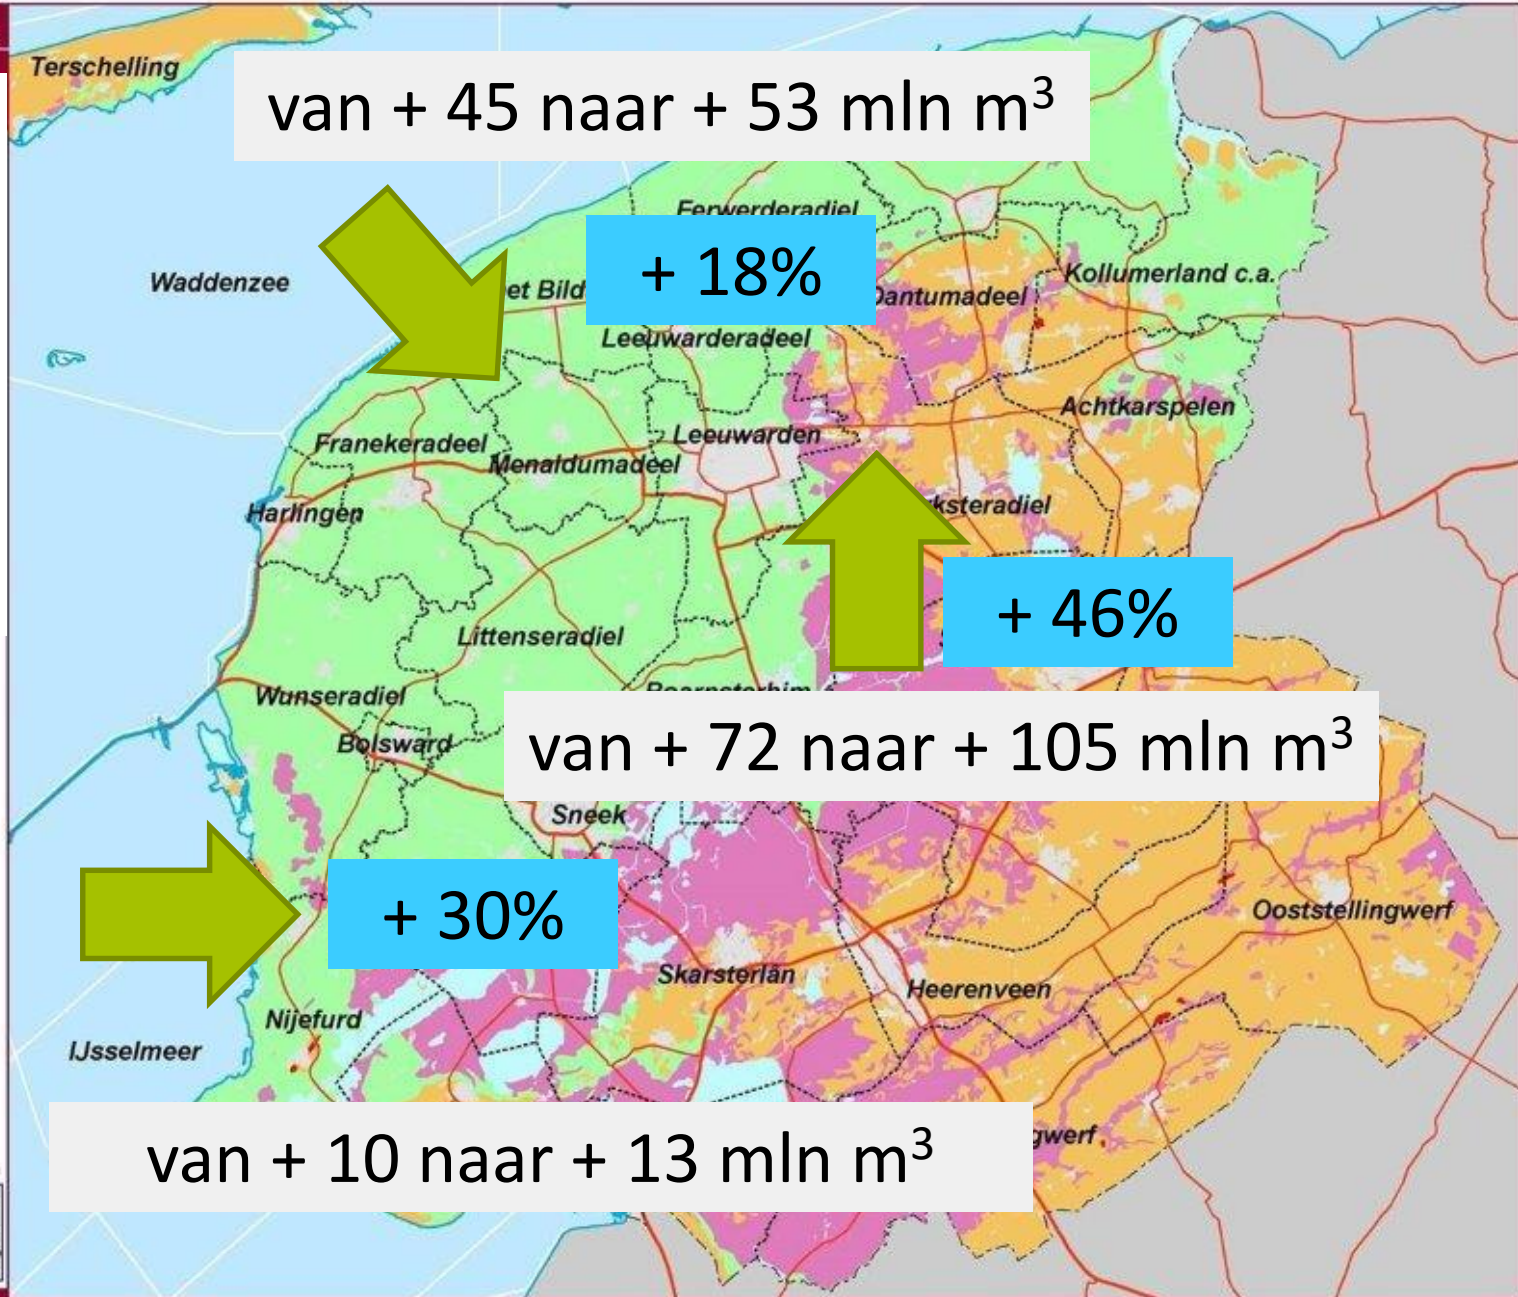 Terschelling
van + 45 naar + 53 mln m³
Ferwerderadiel
+ 18%
Waddenzee
Kollumerland c.a.
et Bild
Dantumadeel
Leeuwarderadeel
Achtkarspelen
Franekeradeel
Leeuwarden
Menaldumadeel
Harlingen
ksteradiel
+ 46%
Littenseradiel
Wunseradiel
Boarnsterhim
Bolsward
van + 72 naar + 105 mln m³
Sneek
+ 30%
Ooststellingwerf
Skarsterlân
Heerenveen
Nijefurd
IJsselmeer
gwerf
van + 10 naar + 13 mln m³